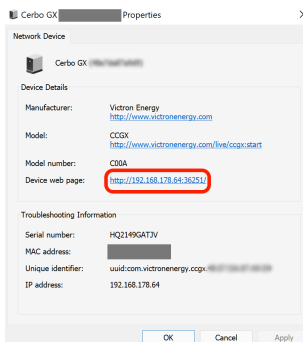 Cerbo GX Properties
Network Device
Cerbo GX
Device Details
Manufacturer: Victron Energy
http://www.victronenergy.com
Model: CCGX
http://www.victronenergy.com/live/ccgx:start
Model number: C00A
Device web page: http://192.168.178.64:36251/
Troubleshooting Information
Serial number: HQ2149GATJV
MAC address:
Unique identifier: uuid:com.victronenergy.ccgx.
IP address: 192.168.178.64
OK Cancel Apply